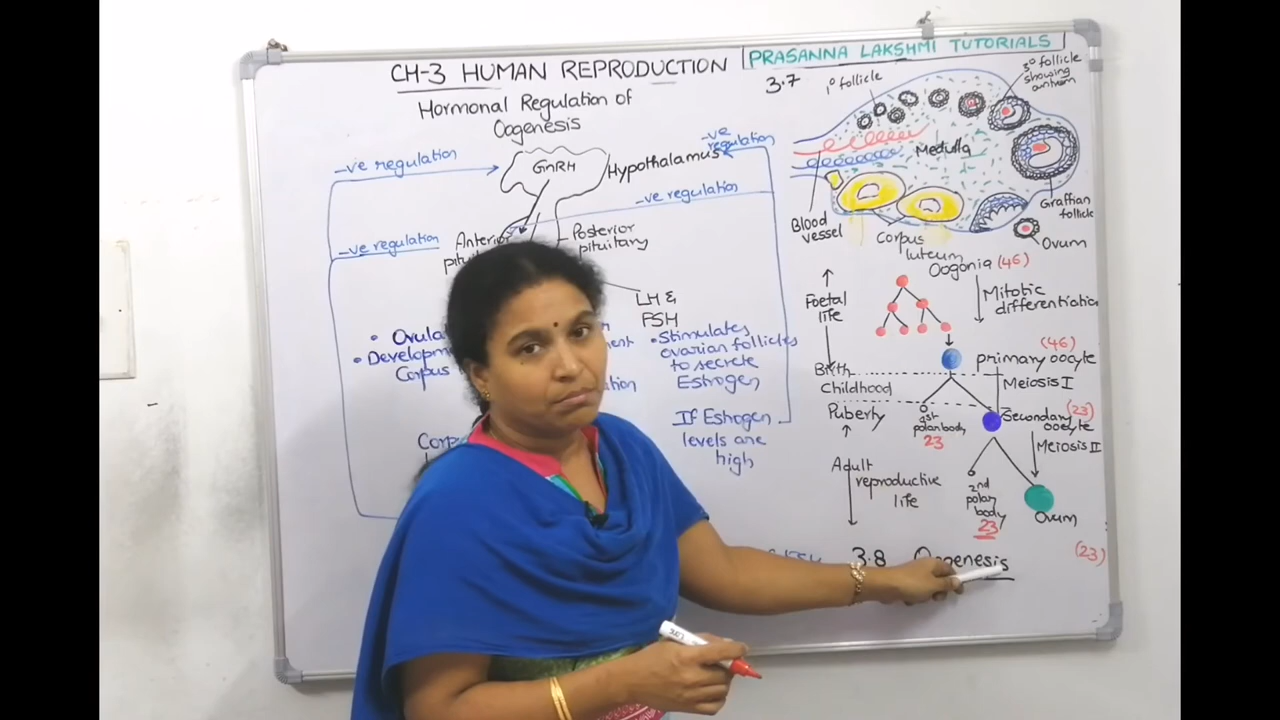 CH-3 HUMAN REPRODUCTION
PRASANNA LAKSHMI TUTORIALS
Hormonal Regulation of
Oogenesis
-ve regulation
GnRH
Hypothalamus
-ve
regulation
-ve regulation
-ve regulation
Anterior
Posterior
pituitary
LH &
FSH
• Development
Corpus
• Stimulates
ovarian follicles
to secrete
Estrogen
If Estrogen
levels are
high
3.7
1° follicle
3° follicle
showing
antrum
Medulla
Blood
vessel
Corpus
luteum
Graffian
follicle
Ovum
Oogonia (46)
Foetal
life
Mitotic
differentiation
(46)
primary oocyte
Birth
Childhood
Meiosis I
Puberty
1st
polar body
23
Secondary (23)
oocyte
Meiosis II
Adult
reproductive
life
2nd
polar
body
23
Ovum
(23)
3.8 Oogenesis